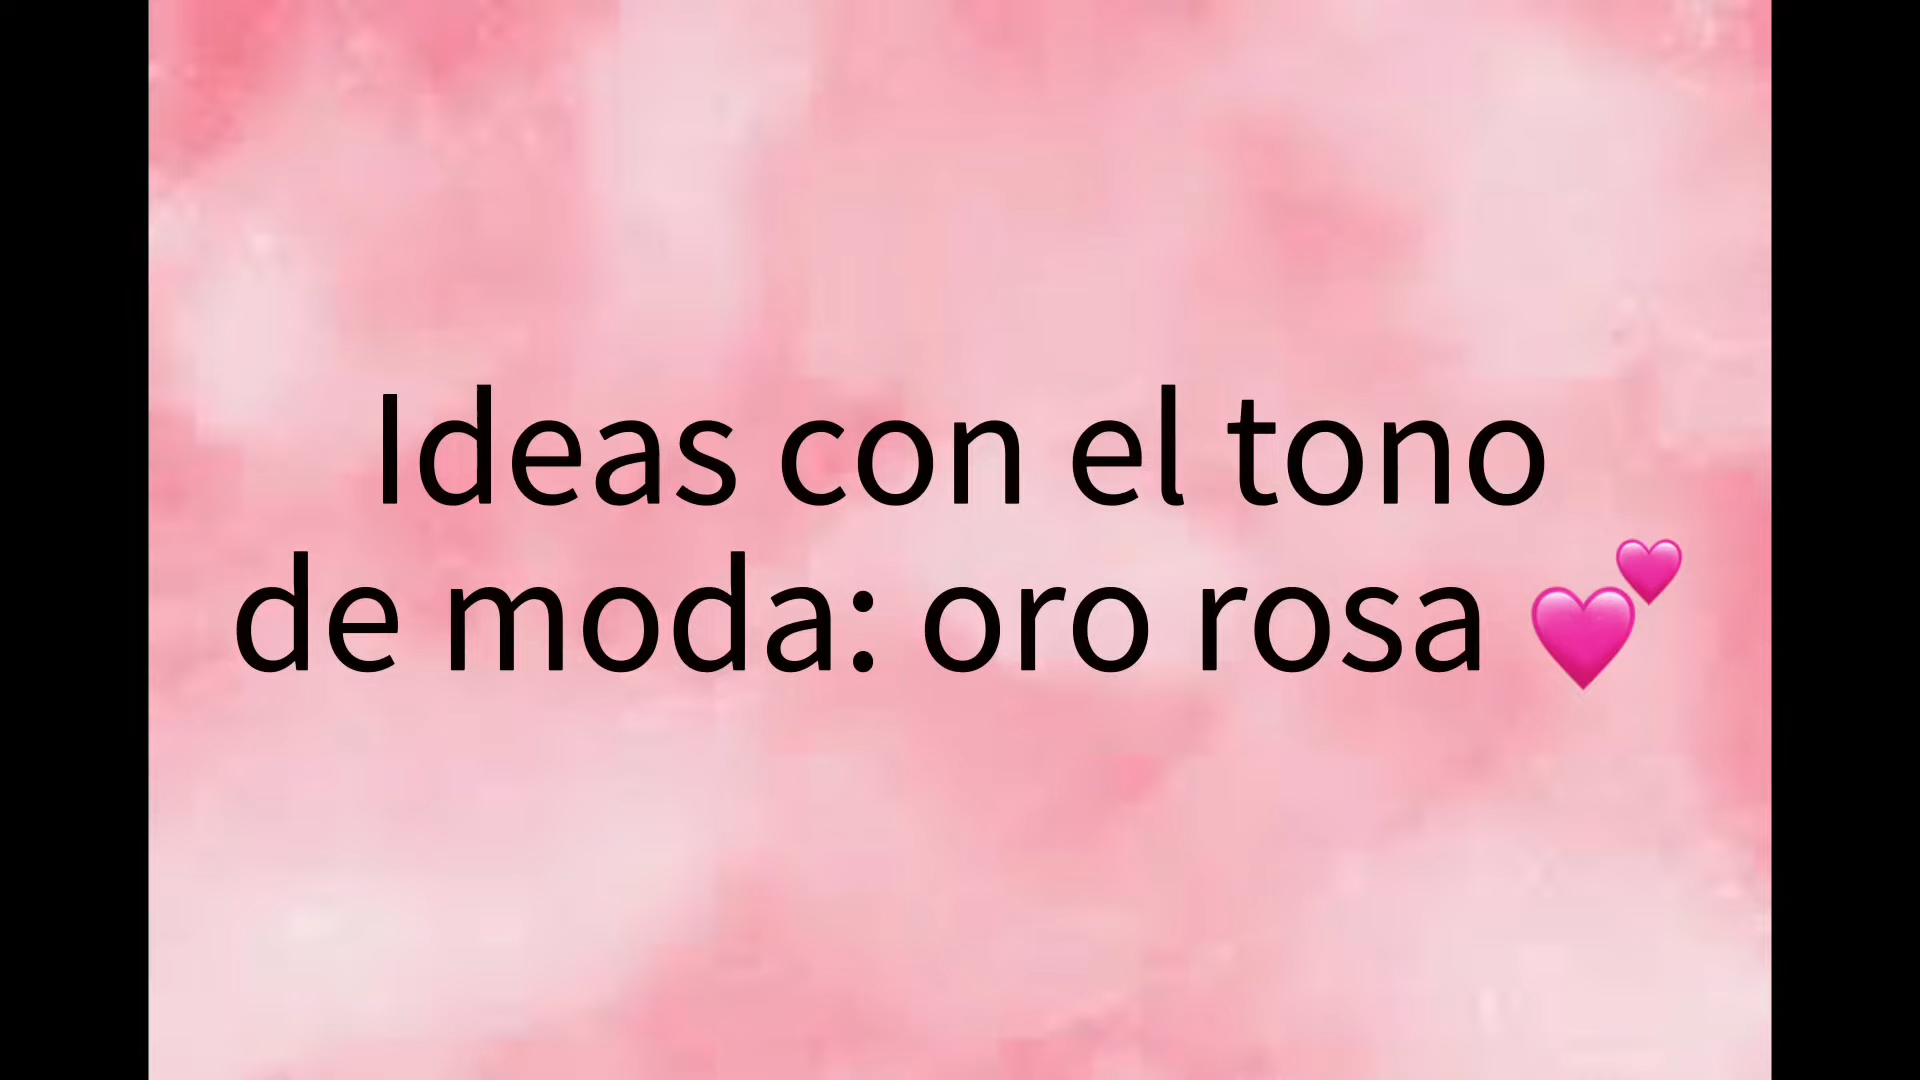 Ideas con el tono
de moda: oro rosa 💕